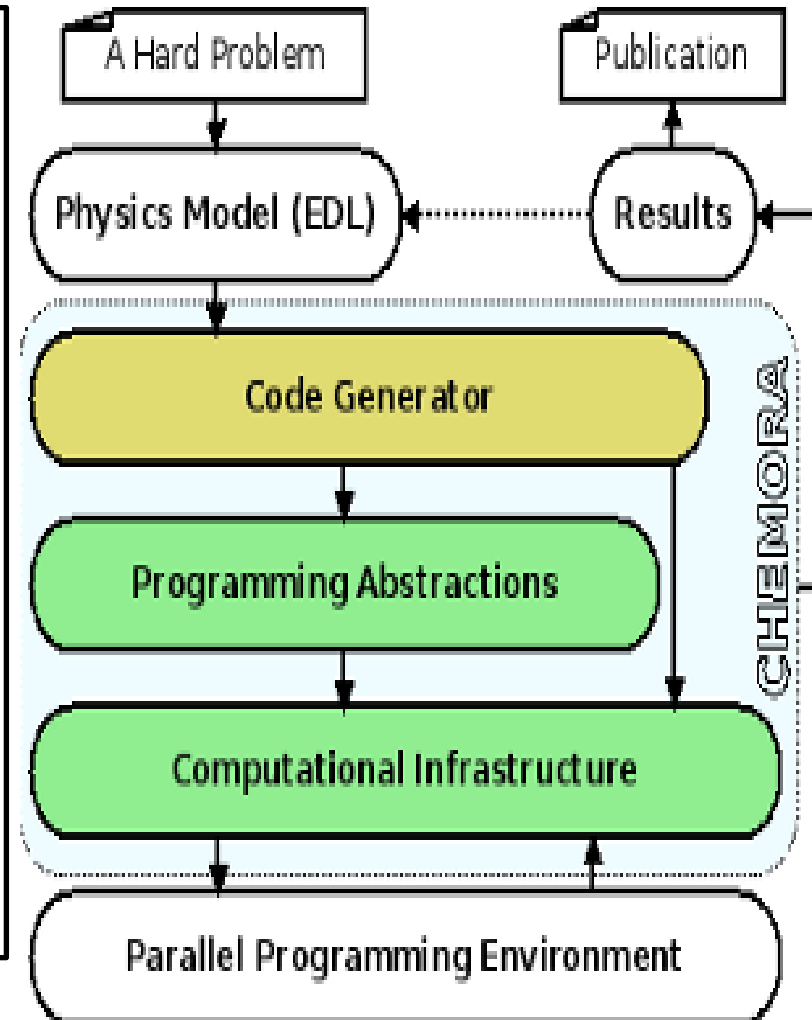 A Hard Problem
Publication
Physics Model (EDL)
Results
Code Generator
CHEMORA
Programming Abstractions
Computational Infrastructure
Parallel Programming Environment